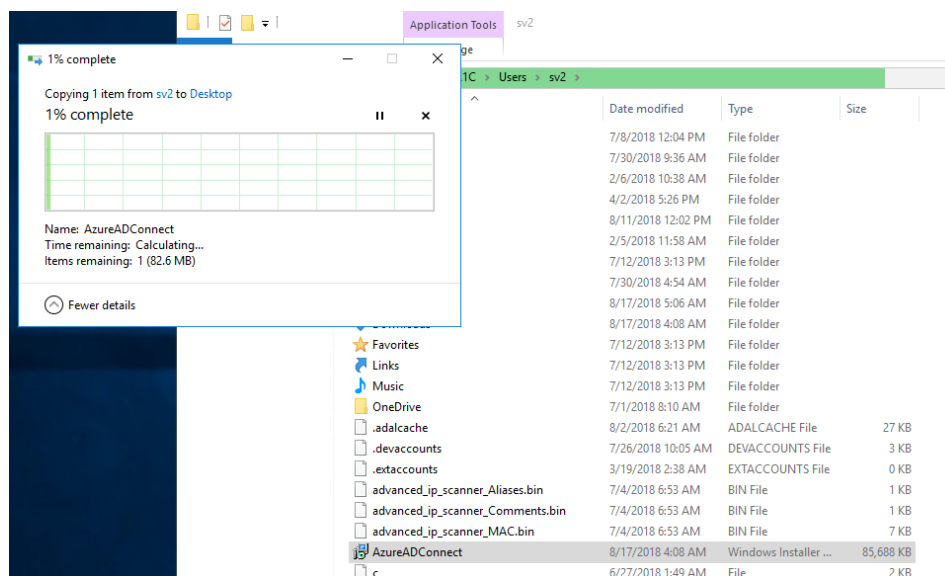 Application Tools sv2
1% complete
Copying 1 item from sv2 to Desktop
1% complete
Name: AzureADConnect
Time remaining: Calculating...
Items remaining: 1 (82.6 MB)
Fewer details
1C > Users > sv2 >
Date modified Type Size
7/8/2018 12:04 PM File folder
7/30/2018 9:36 AM File folder
2/6/2018 10:38 AM File folder
4/2/2018 5:26 PM File folder
8/11/2018 12:02 PM File folder
2/5/2018 11:58 AM File folder
7/12/2018 3:13 PM File folder
7/30/2018 4:54 AM File folder
8/17/2018 5:06 AM File folder
8/17/2018 4:08 AM File folder
Favorites 7/12/2018 3:13 PM File folder
Links 7/12/2018 3:13 PM File folder
Music 7/12/2018 3:13 PM File folder
OneDrive 7/1/2018 8:10 AM File folder
.adalcache 8/2/2018 6:21 AM ADALCACHE File 27 KB
.devaccounts 7/26/2018 10:05 AM DEVACCOUNTS File 3 KB
.extaccounts 3/19/2018 2:38 AM EXTACCOUNTS File 0 KB
advanced_ip_scanner_Aliases.bin 7/4/2018 6:53 AM BIN File 1 KB
advanced_ip_scanner_Comments.bin 7/4/2018 6:53 AM BIN File 1 KB
advanced_ip_scanner_MAC.bin 7/4/2018 6:53 AM BIN File 7 KB
AzureADConnect 8/17/2018 4:08 AM Windows Installer ... 85,688 KB
c 6/27/2018 1:49 AM File 2 KB